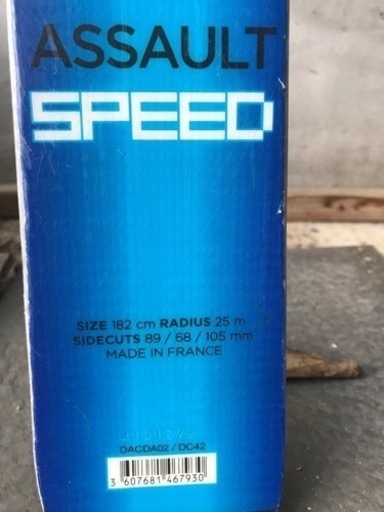 ASSAULT
SPEED
SIZE 182 cm RADIUS 25 m
SIDECUTS 89 / 68 / 105 mm
MADE IN FRANCE
DACDA02 / DC42
3 607681 467930